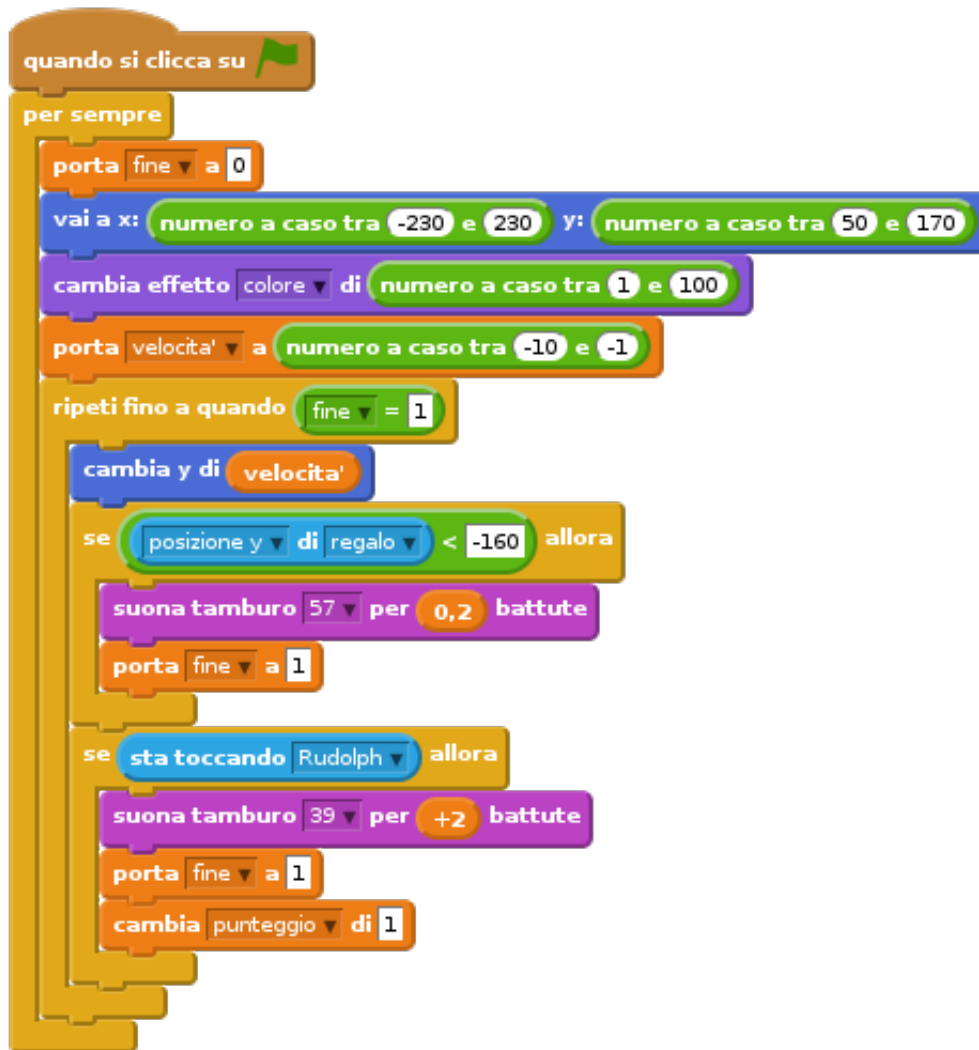 quando si clicca su
per sempre
porta fine a 0
vai a x: numero a caso tra -230 e 230 y: numero a caso tra 50 e 170
cambia effetto colore di numero a caso tra 1 e 100
porta velocita' a numero a caso tra -10 e -1
ripeti fino a quando fine = 1
cambia y di velocita'
se posizione y di regalo < -160 allora
suona tamburo 57 per 0,2 battute
porta fine a 1
se sta toccando Rudolph allora
suona tamburo 39 per +2 battute
porta fine a 1
cambia punteggio di 1